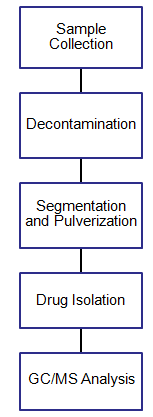 Sample
Collection
Decontamination
Segmentation
and Pulverization
Drug Isolation
GC/MS Analysis